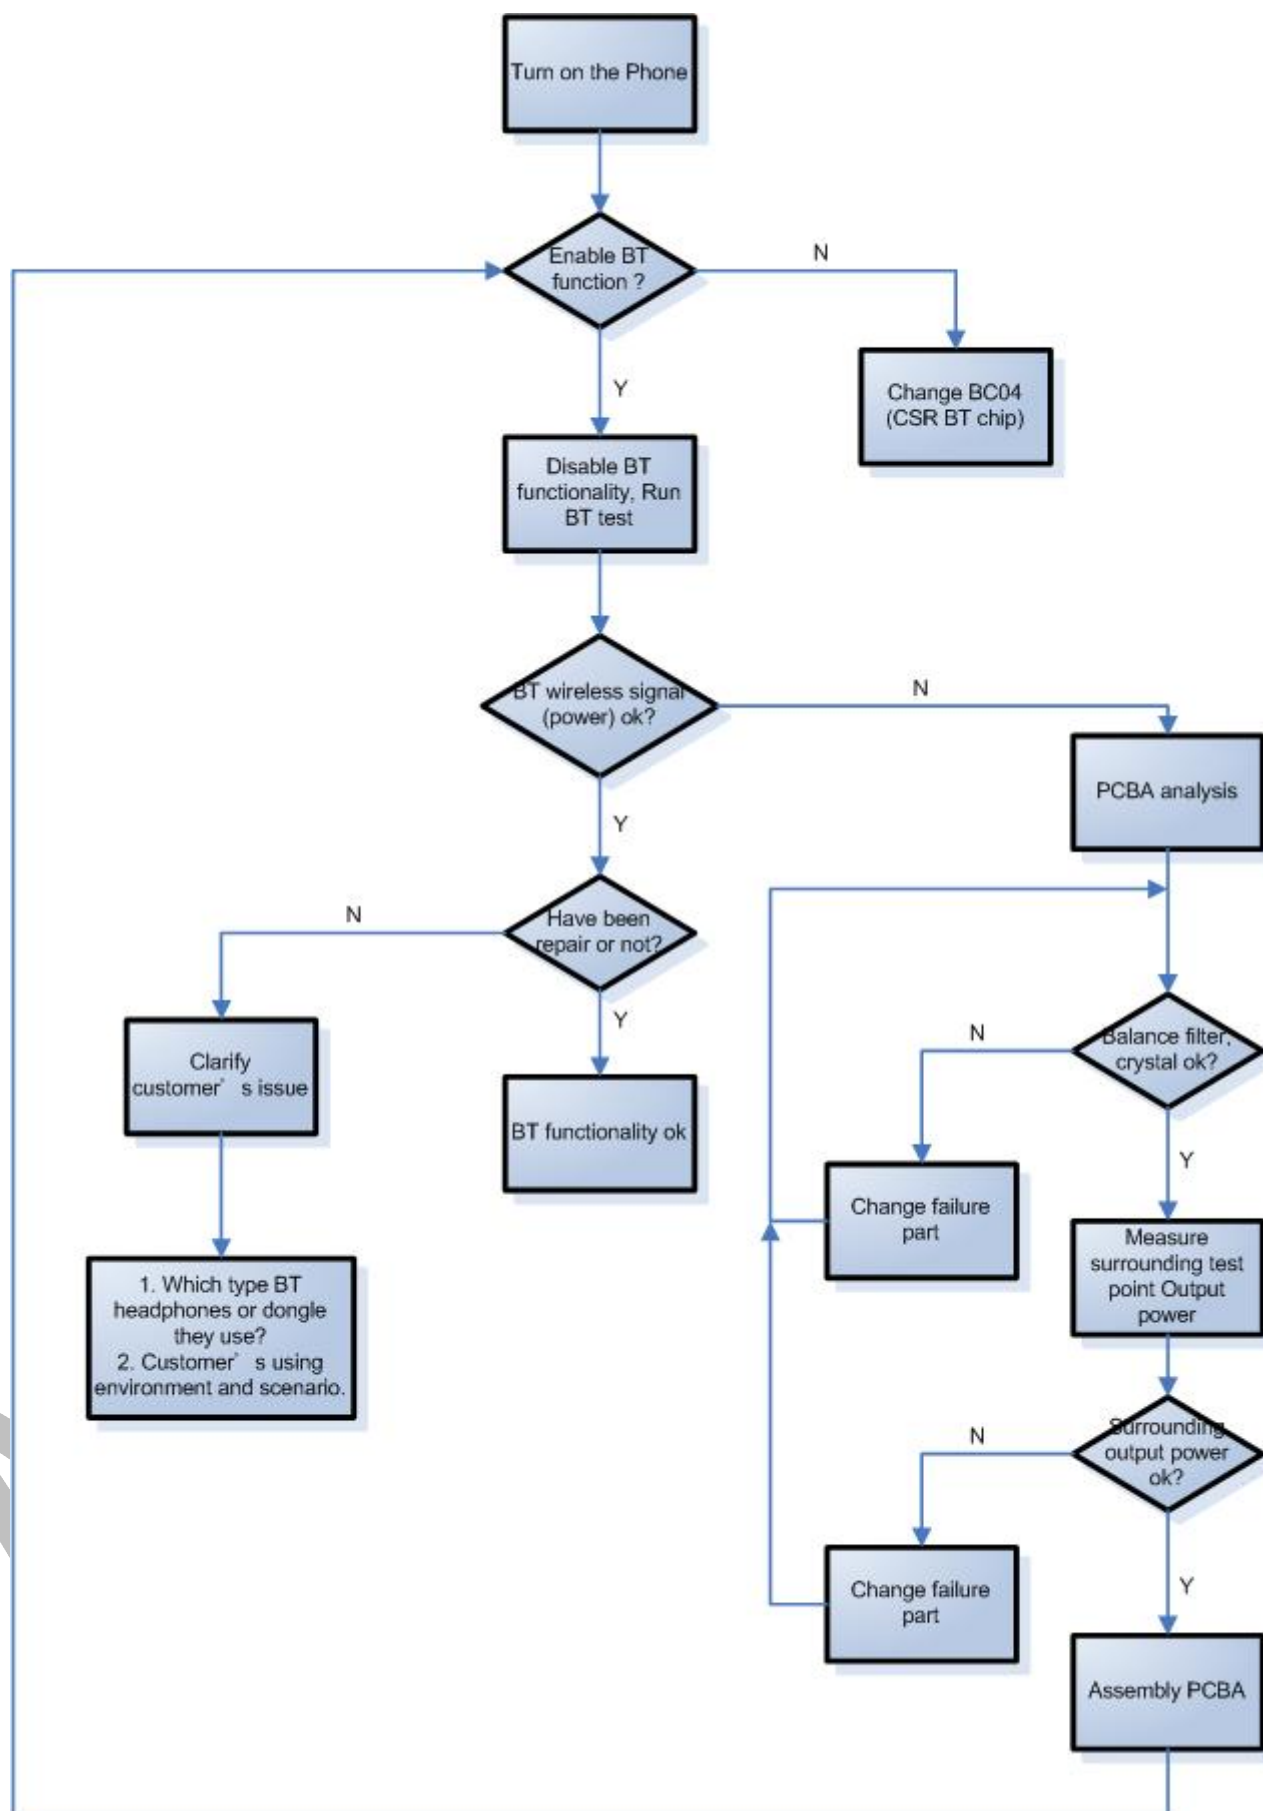 Turn on the Phone
Enable BT
function ?
N
Y
Change BC04
(CSR BT chip)
Disable BT
functionality, Run
BT test
BT wireless signal
(power) ok?
N
Y
PCBA analysis
Have been
repair or not?
N
Y
Clarify
customer’ s issue
BT functionality ok
1. Which type BT
headphones or dongle
they use?
2. Customer’ s using
environment and scenario.
Balance filter,
crystal ok?
N
Y
Change failure
part
Measure
surrounding test
point Output
power
Surrounding
output power
ok?
N
Y
Change failure
part
Assembly PCBA